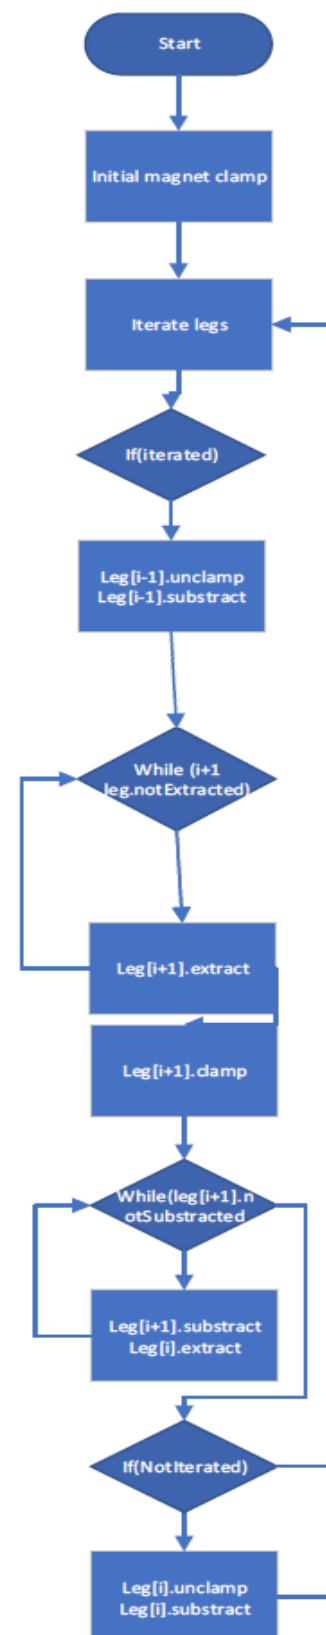 Start
Initial magnet clamp
Iterate legs
If(iterated)
Leg[i-1].unclamp
Leg[i-1].substract
While (i+1
leg.notExtracted)
Leg[i+1].extract
Leg[i+1].clamp
While(leg[i+1].n
otSubstracted
Leg[i+1].substract
Leg[i].extract
If(NotIterated)
Leg[i].unclamp
Leg[i].substract